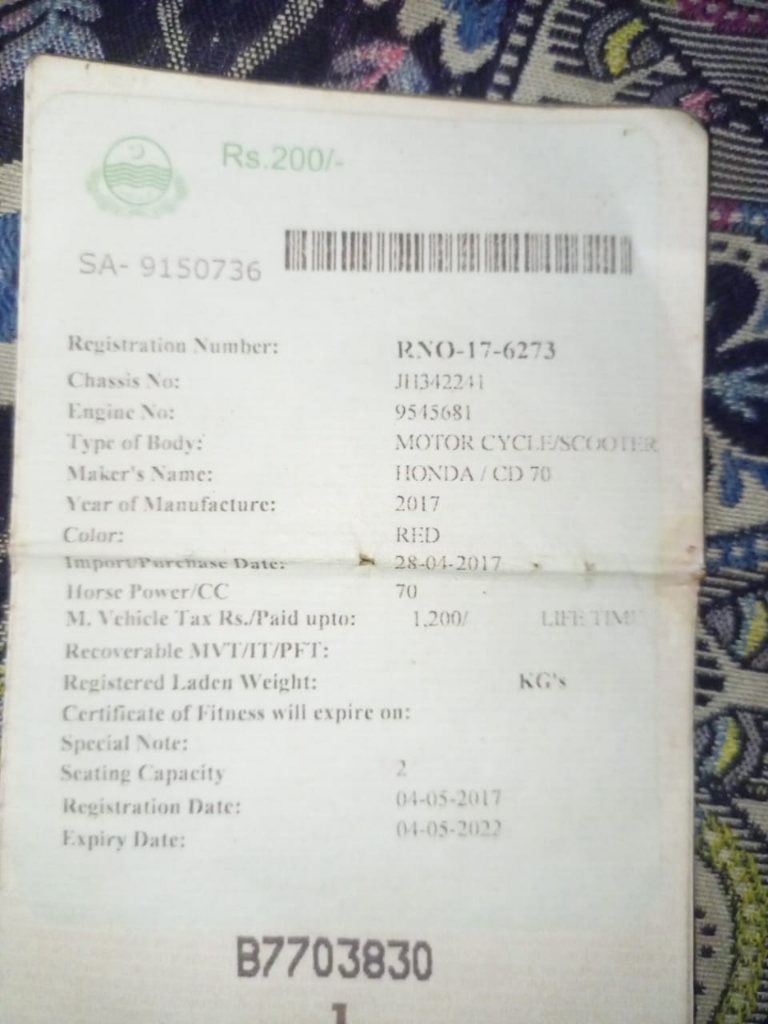 Rs.200/-
SA- 9150736
Registration Number: RNO-17-6273
Chassis No: JH342241
Engine No: 9545681
Type of Body: MOTOR CYCLE/SCOOTER
Maker's Name: HONDA / CD 70
Year of Manufacture: 2017
Color: RED
Import/Purchase Date: 28-04-2017
Horse Power/CC 70
M. Vehicle Tax Rs./Paid upto: 1,200/ LIFE TIME
Recoverable MVT/IT/PFT:
Registered Laden Weight: KG's
Certificate of Fitness will expire on:
Special Note:
Seating Capacity 2
Registration Date: 04-05-2017
Expiry Date: 04-05-2022
B7703830
1